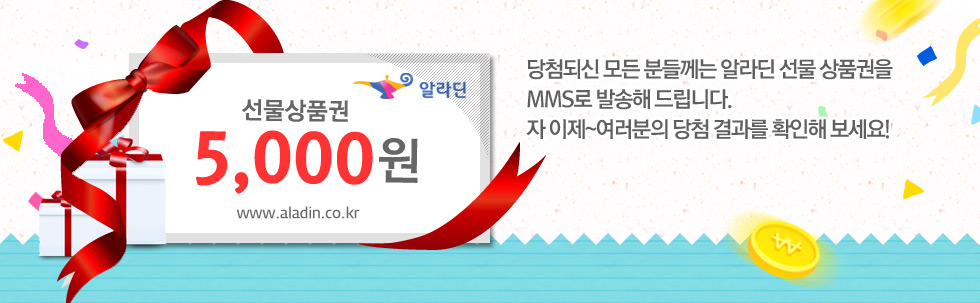 알라딘
선물상품권
5,000원
www.aladin.co.kr
당첨되신 모든 분들께는 알라딘 선물 상품권을
MMS로 발송해 드립니다.
자 이제~여러분의 당첨 결과를 확인해 보세요!